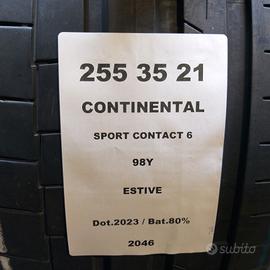 255 35 21
CONTINENTAL
SPORT CONTACT 6
98Y
ESTIVE
Dot.2023 / Bat.80%
2046
subito